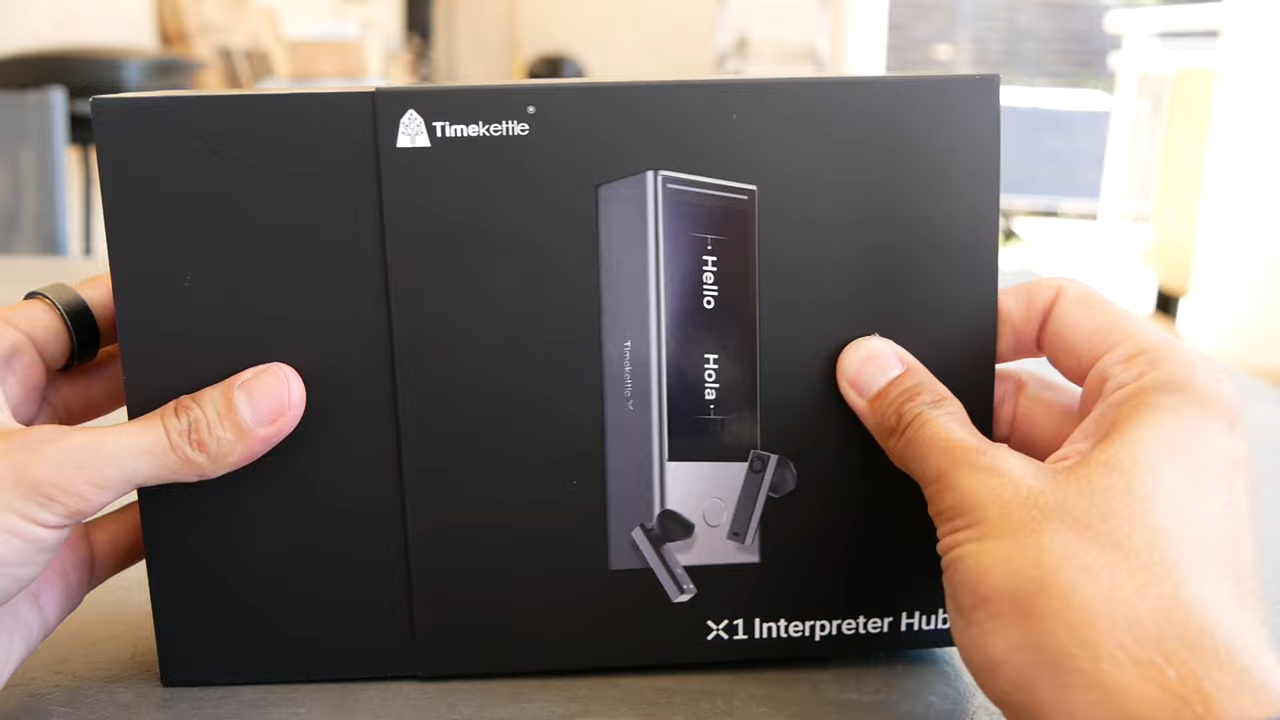 Timekettle®
Hello
Hola
Timekettle X
X1 Interpreter Hub